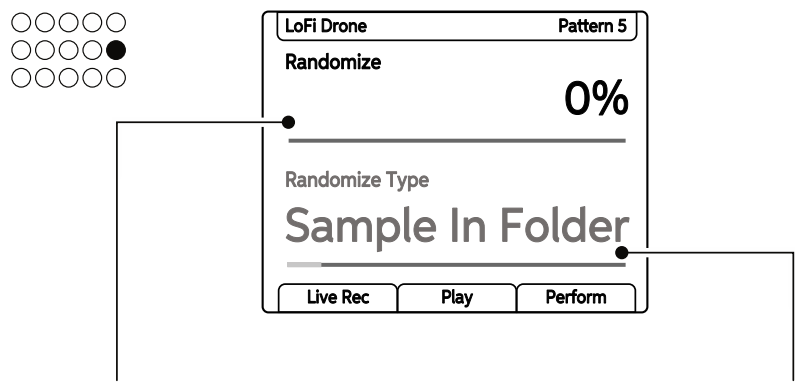 LoFi Drone Pattern 5
Randomize
0%
Randomize Type
Sample In Folder
Live Rec Play Perform